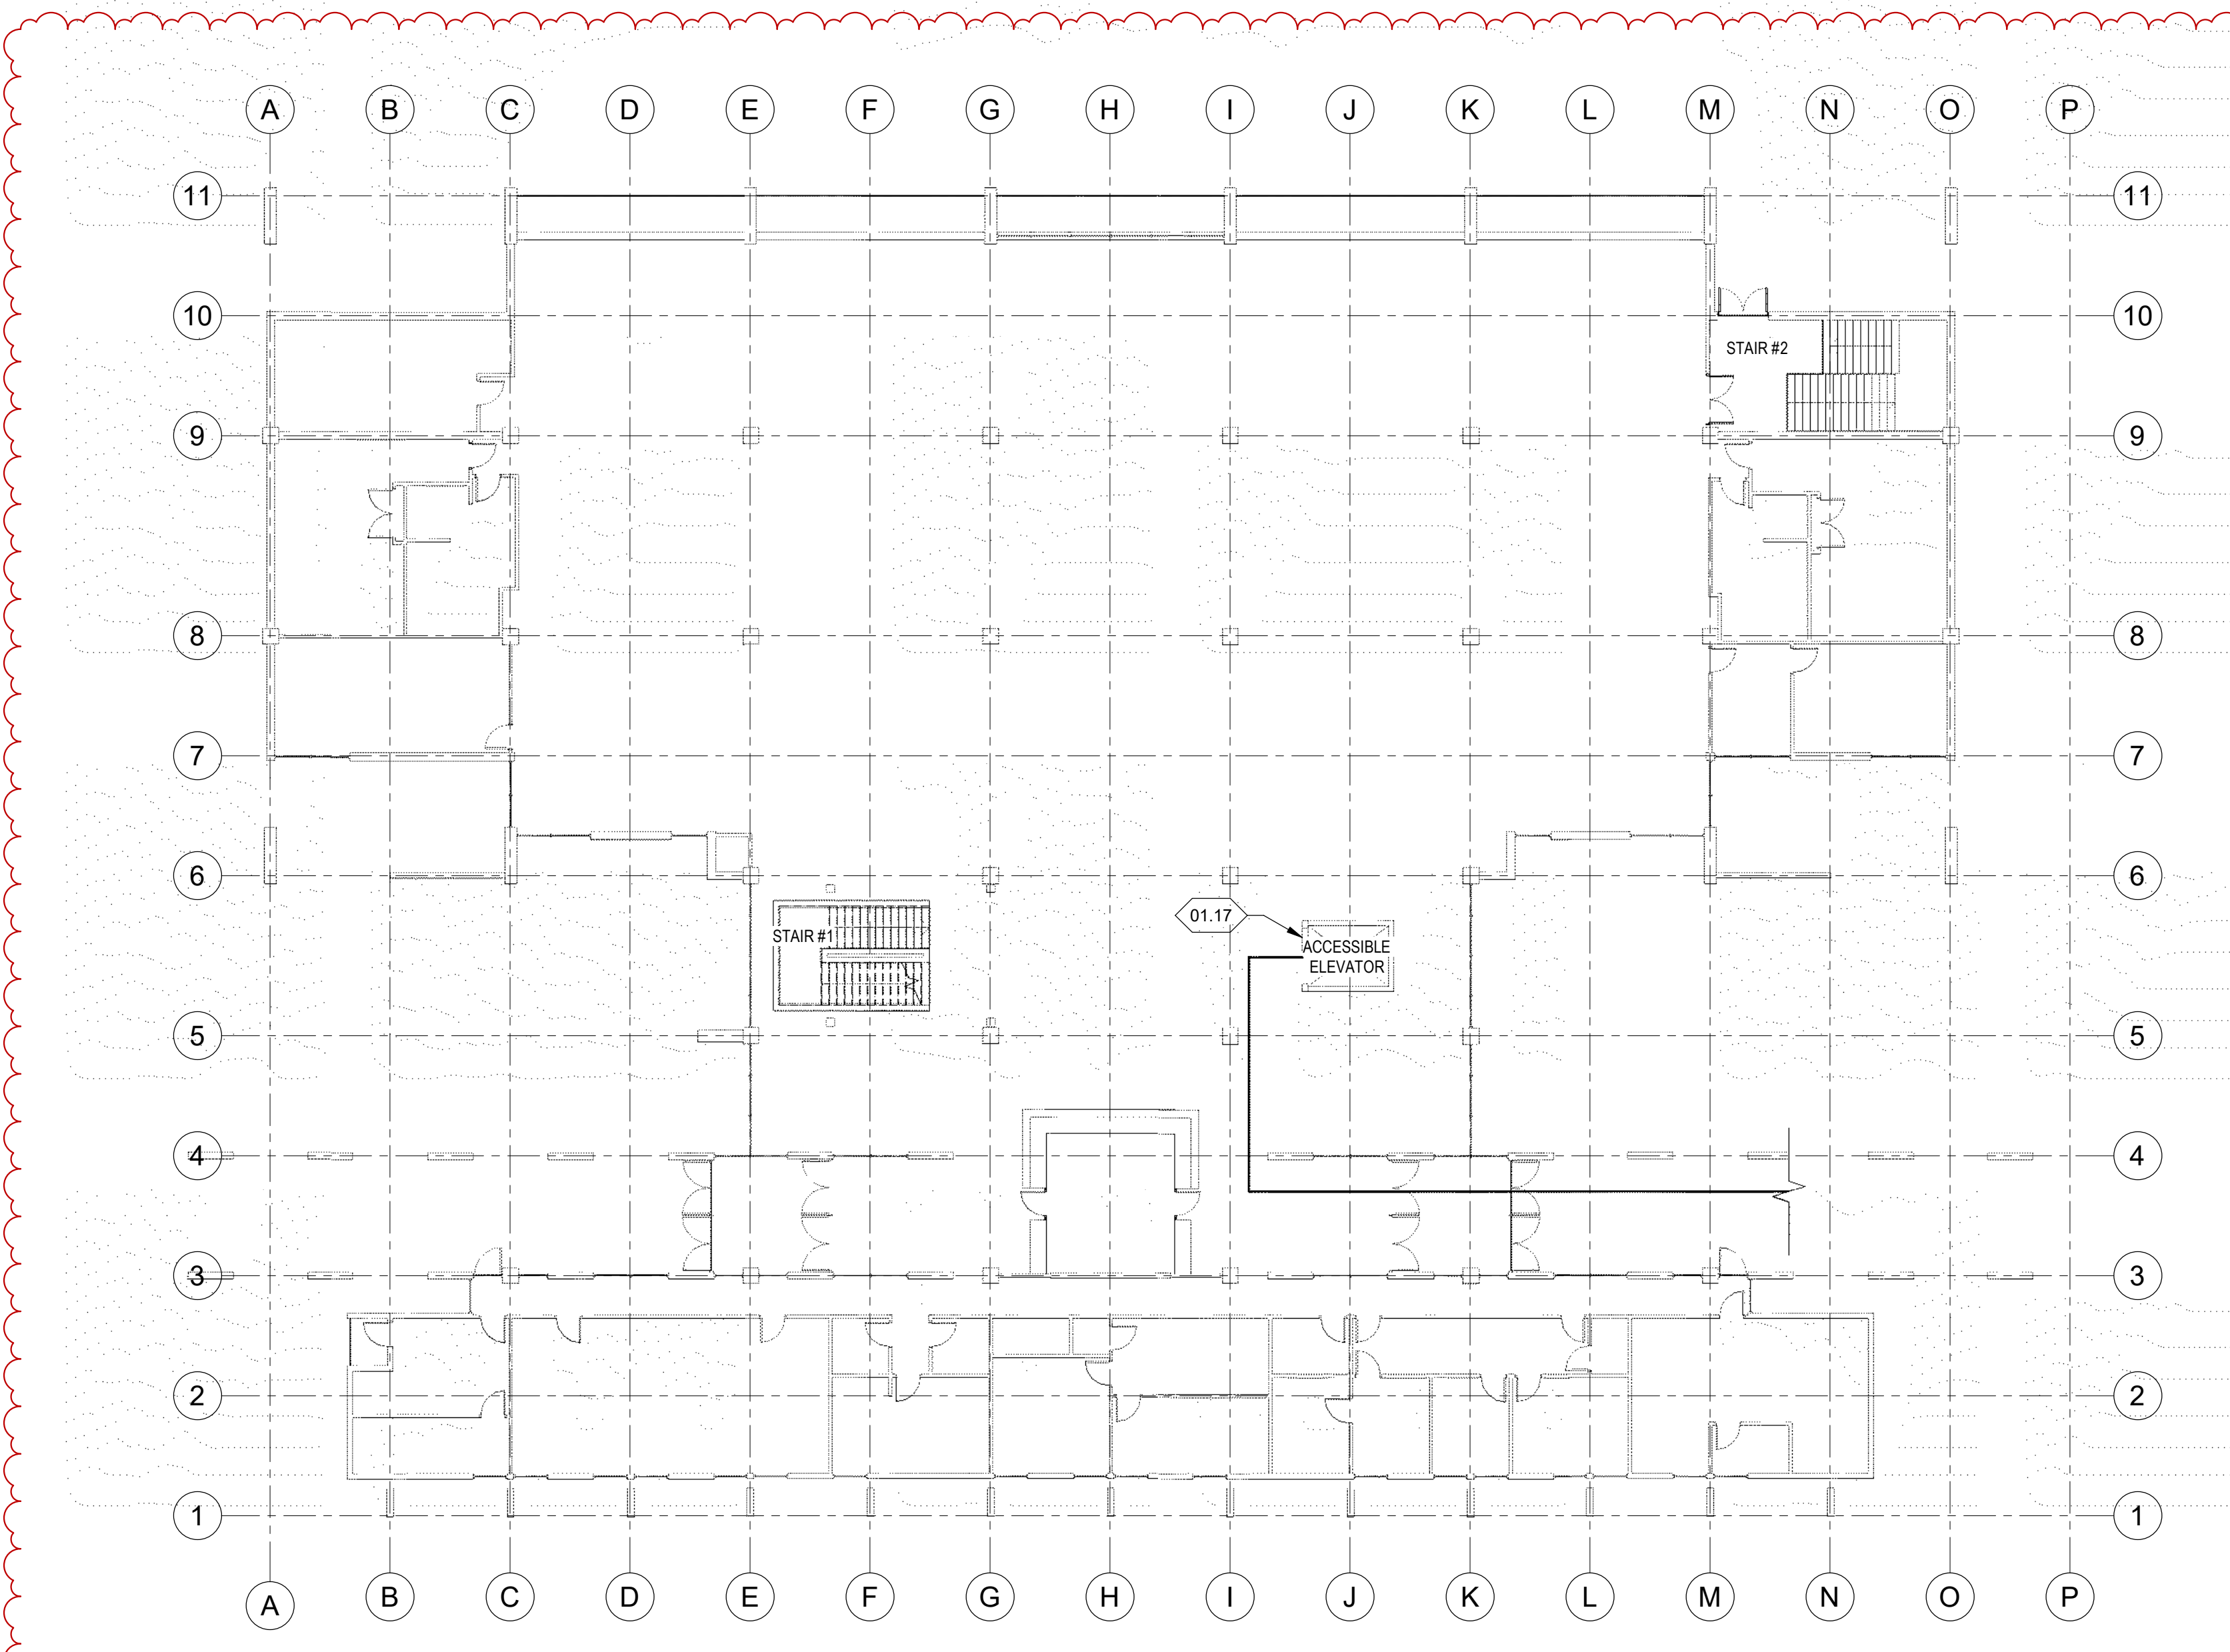 A B C D E F G H I J K L M N O P
11 11
10 10
STAIR #2
9 9
8 8
7 7
6 6
01.17
STAIR #1
ACCESSIBLE
ELEVATOR
5 5
4 4
3 3
2 2
1 1
A B C D E F G H I J K L M N O P